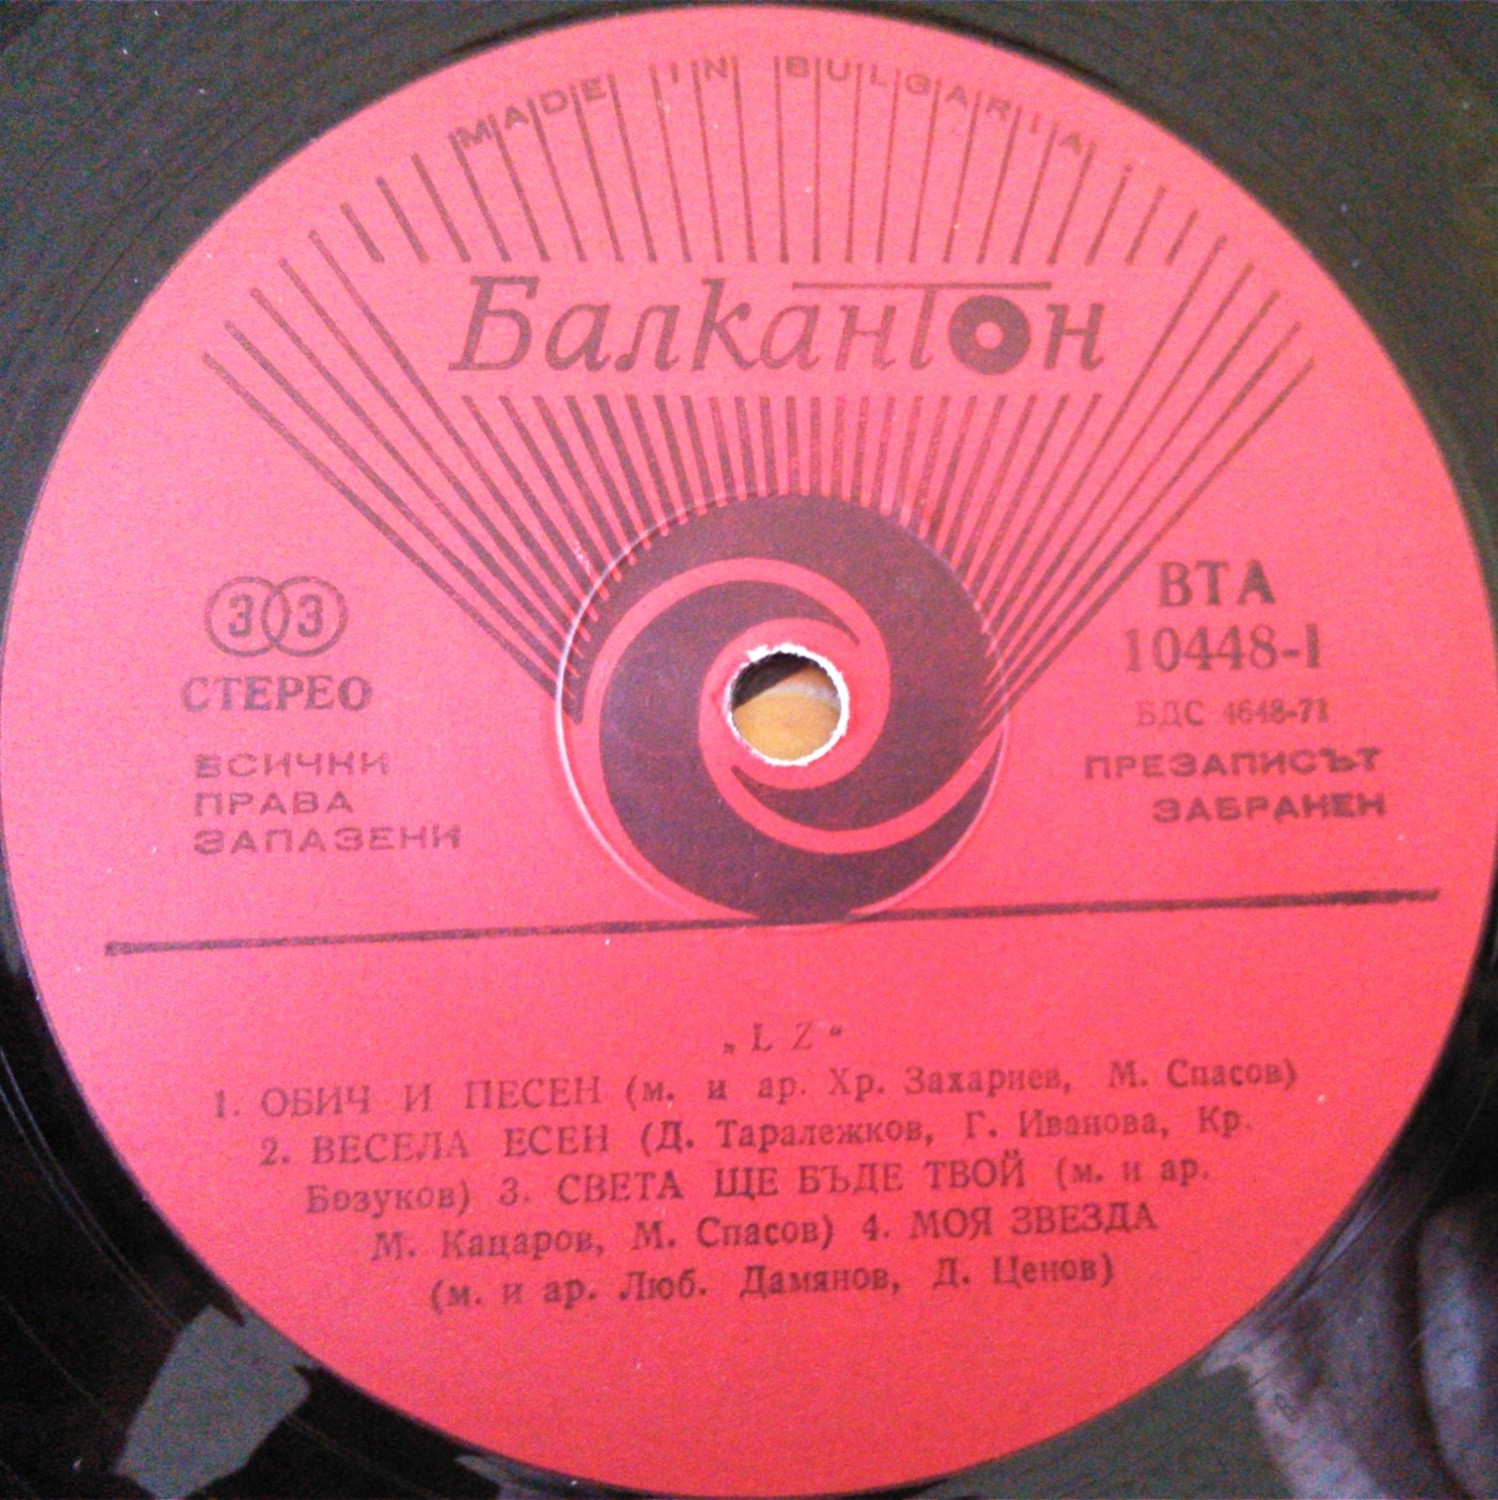 MADE IN BULGARIA
Балкантон
33
СТЕРЕО
ВСИЧКИ
ПРАВА
ЗАПАЗЕНИ
ВТА
10448-I
БДС 4648-71
ПРЕЗАПИСЪТ
ЗАБРАНЕН
„LZ“
1. ОБИЧ И ПЕСЕН (м. и ар. Хр. Захариев, М. Спасов)
2. ВЕСЕЛА ЕСЕН (Д. Таралежков, Г. Иванова, Кр.
Бозуков) 3. СВЕТА ЩЕ БЪДЕ ТВОЙ (м. и ар.
М. Кацаров, М. Спасов) 4. МОЯ ЗВЕЗДА
(м. и ар. Люб. Дамянов, Д. Ценов)